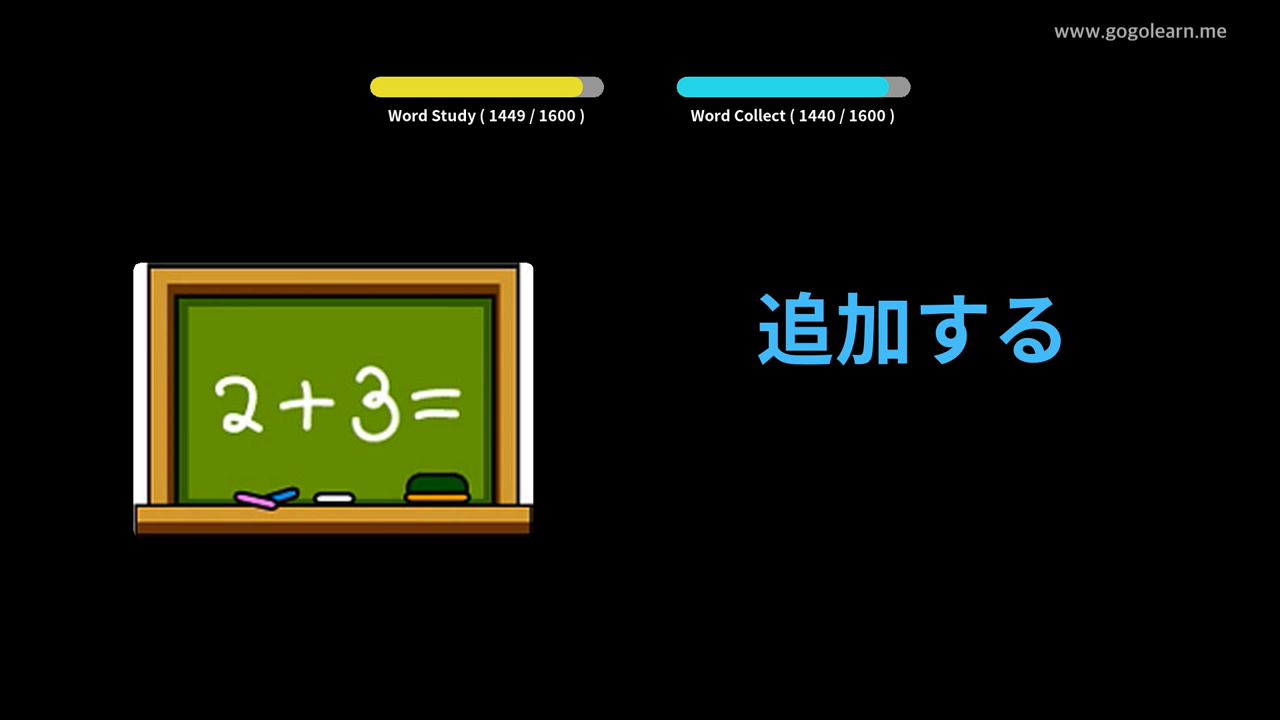 www.gogolearn.me
Word Study ( 1449 / 1600 )
Word Collect ( 1440 / 1600 )
追加する
2+3=